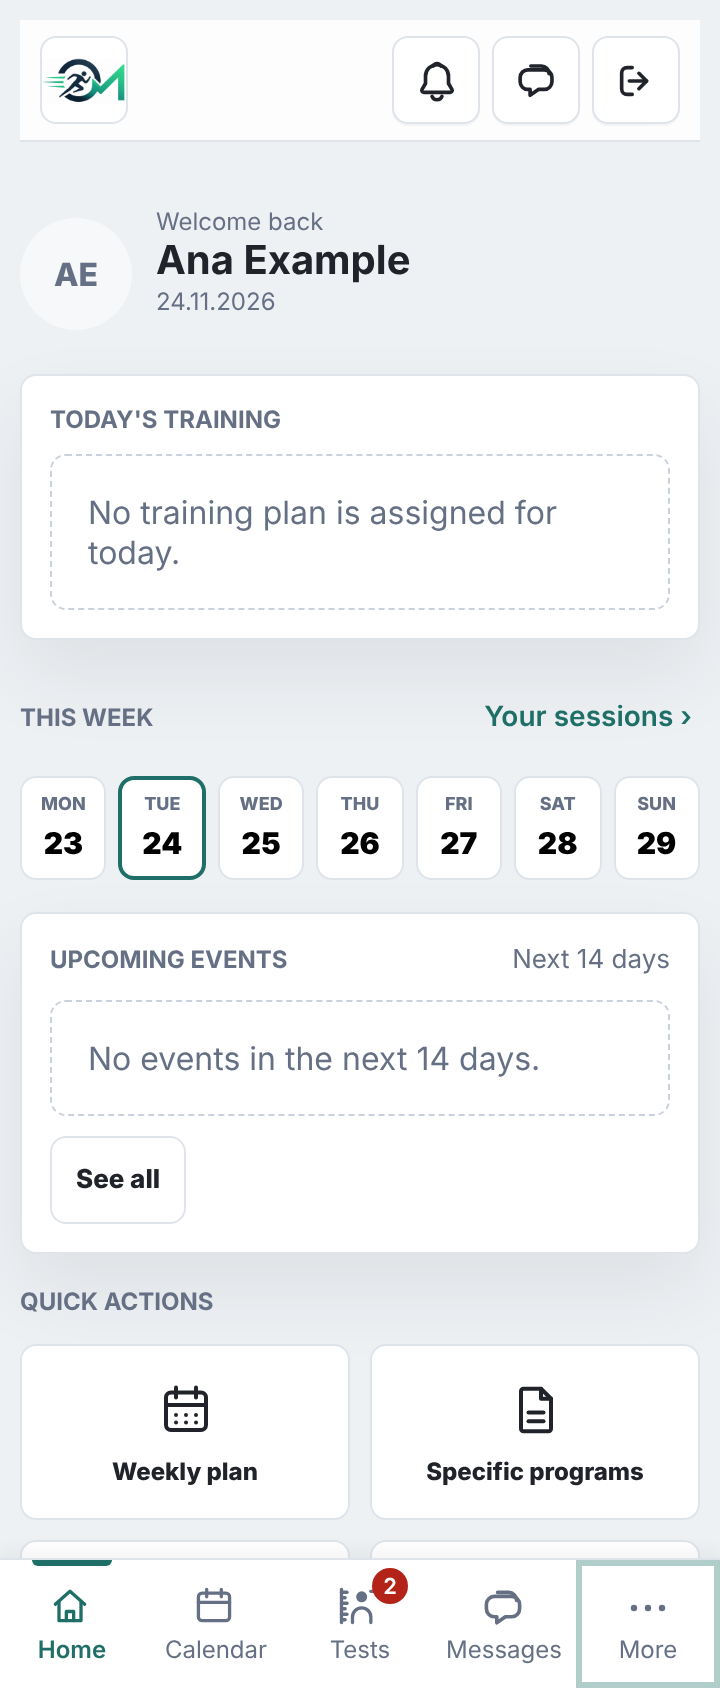 OM
Welcome back
AE
Ana Example
24.11.2026
TODAY'S TRAINING
No training plan is assigned for
today.
THIS WEEK
Your sessions ›
MON TUE WED THU FRI SAT SUN
23 24 25 26 27 28 29
UPCOMING EVENTS
Next 14 days
No events in the next 14 days.
See all
QUICK ACTIONS
Weekly plan
Specific programs
2
Home
Calendar
Tests
Messages
More